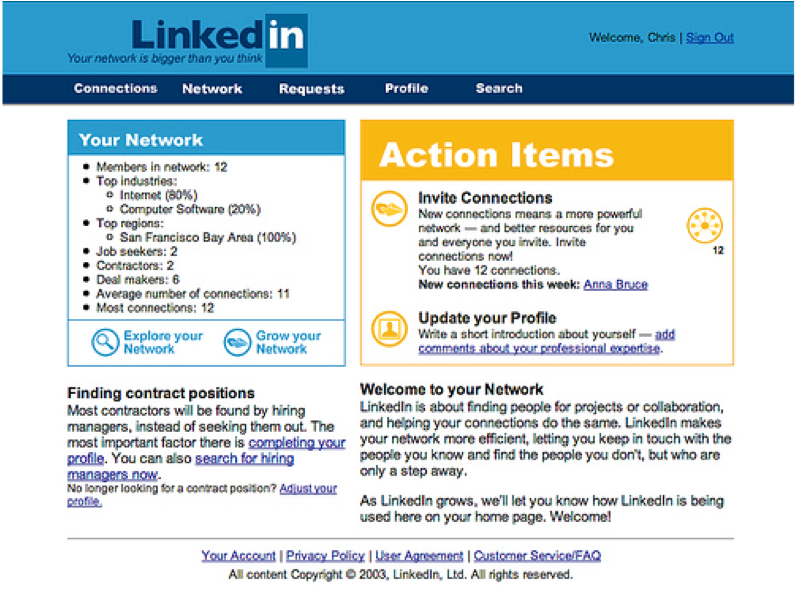 Linkedin
Your network is bigger than you think
Welcome, Chris | Sign Out
Connections Network Requests Profile Search
Your Network
Members in network: 12
Top industries:
Internet (80%)
Computer Software (20%)
Top regions:
San Francisco Bay Area (100%)
Job seekers: 2
Contractors: 2
Deal makers: 6
Average number of connections: 11
Most connections: 12
Explore your
Network
Grow your
Network
Action Items
Invite Connections
New connections means a more powerful
network — and better resources for you
and everyone you invite. Invite
connections now!
You have 12 connections.
New connections this week: Anna Bruce
12
Update your Profile
Write a short introduction about yourself — add
comments about your professional expertise.
Finding contract positions
Most contractors will be found by hiring
managers, instead of seeking them out. The
most important factor there is completing your
profile. You can also search for hiring
managers now.
No longer looking for a contract position? Adjust your
profile.
Welcome to your Network
LinkedIn is about finding people for projects or collaboration,
and helping your connections do the same. LinkedIn makes
your network more efficient, letting you keep in touch with the
people you know and find the people you don't, but who are
only a step away.
As LinkedIn grows, we'll let you know how LinkedIn is being
used here on your home page. Welcome!
Your Account | Privacy Policy | User Agreement | Customer Service/FAQ
All content Copyright © 2003, LinkedIn, Ltd. All rights reserved.